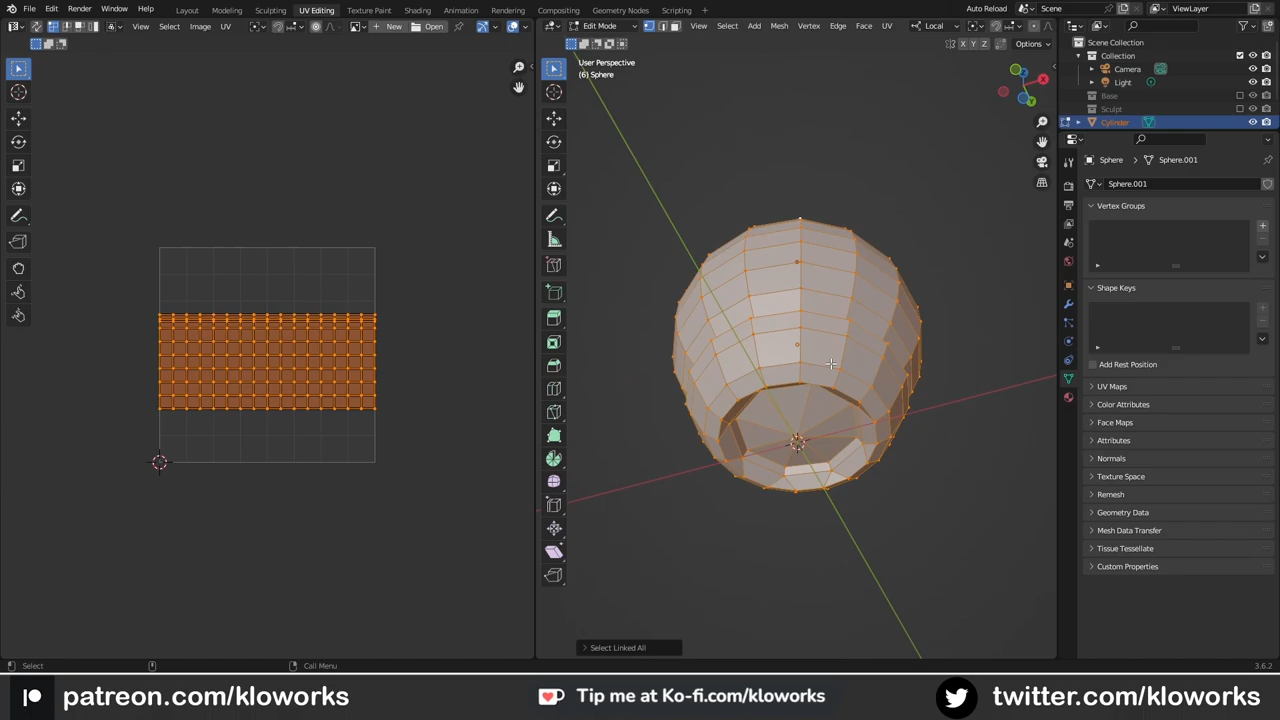 File Edit Render Window Help Layout Modeling Sculpting UV Editing Texture Paint Shading Animation Rendering Compositing Geometry Nodes Scripting Auto Reload Scene ViewLayer
View Select Image UV New Open Edit Mode View Select Add Mesh Vertex Edge Face UV Local
X Y Z Options
Scene Collection
Collection
Camera
Light
Base
Sculpt
Cylinder
User Perspective
(6) Sphere
Sphere Sphere.001
Sphere.001
Vertex Groups
Shape Keys
Add Rest Position
UV Maps
Color Attributes
Face Maps
Attributes
Normals
Texture Space
Remesh
Geometry Data
Mesh Data Transfer
Tissue Tessellate
Custom Properties
Select Linked All
Select Call Menu 3.6.2
patreon.com/kloworks Tip me at Ko-fi.com/kloworks twitter.com/kloworks